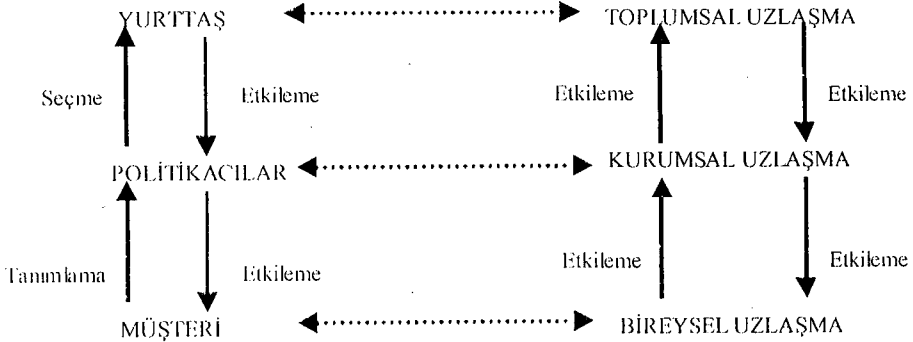 YURTTAŞ TOPLUMSAL UZLAŞMA
Seçme Etkileme Etkileme Etkileme
POLİTİKACILAR KURUMSAL UZLAŞMA
Tanımlama Etkileme Etkileme Etkileme
MÜŞTERİ BİREYSEL UZLAŞMA